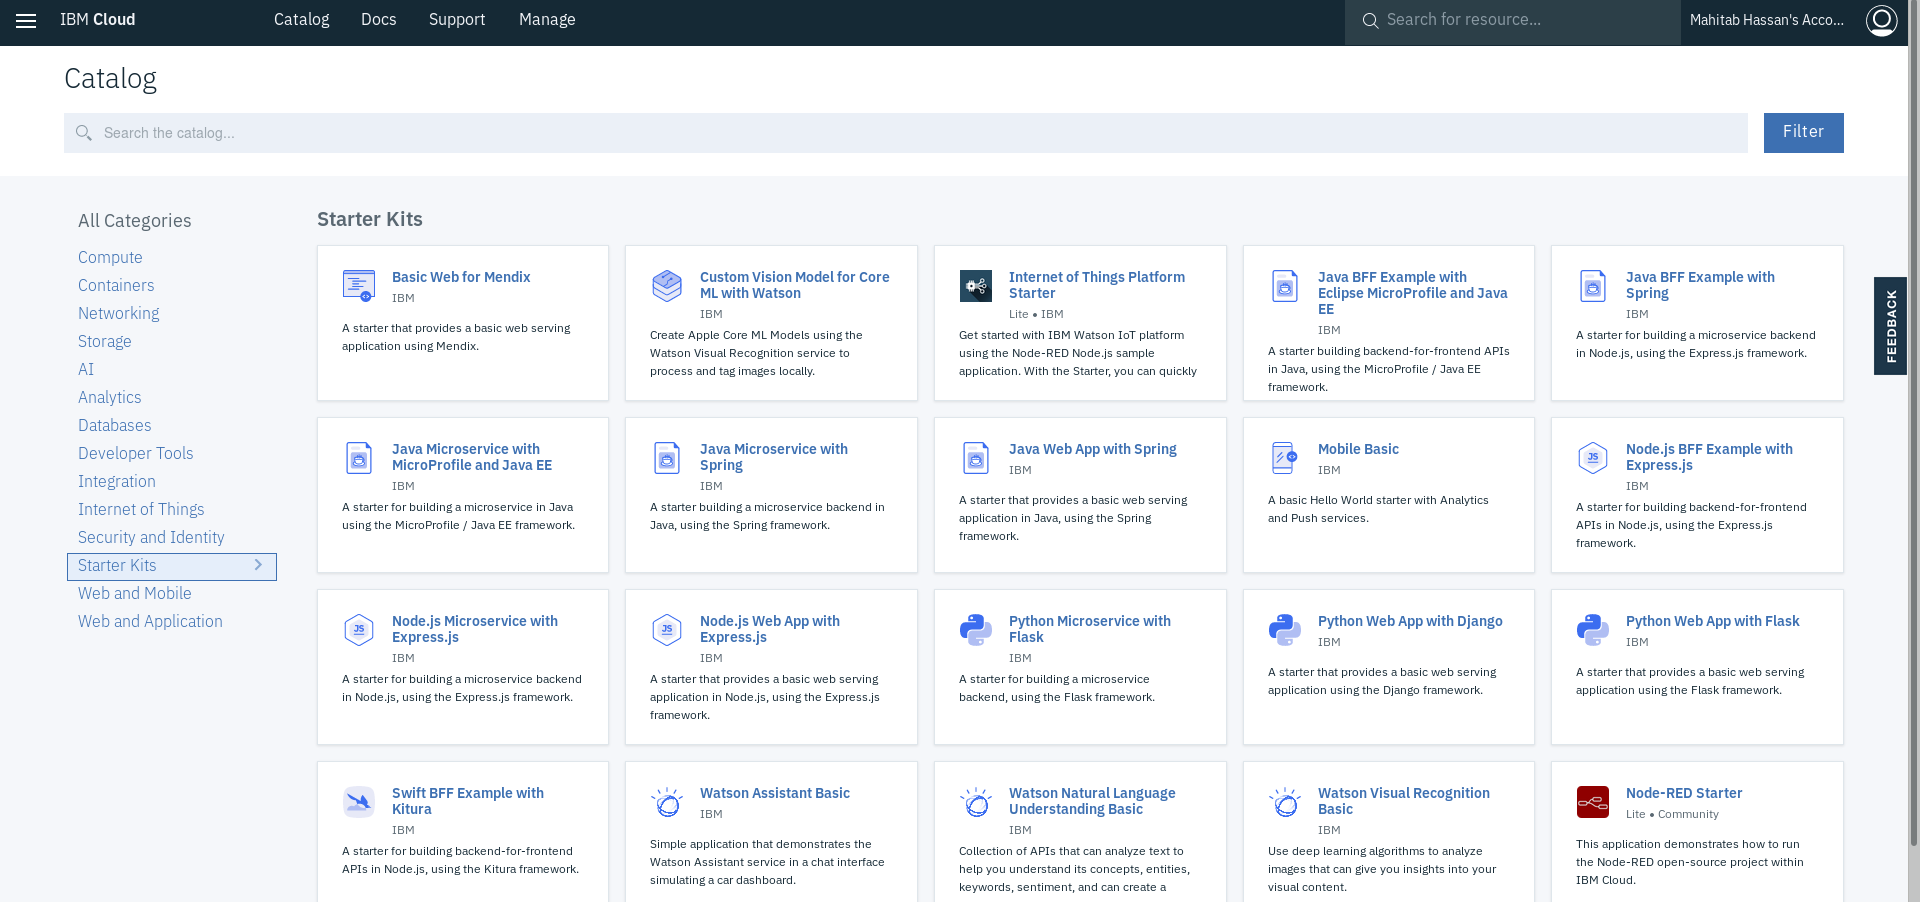 IBM Cloud
Catalog
Docs
Support
Manage
Search for resource...
Mahitab Hassan's Acco...
Catalog
Search the catalog...
Filter
All Categories
Compute
Containers
Networking
Storage
AI
Analytics
Databases
Developer Tools
Integration
Internet of Things
Security and Identity
Starter Kits
Web and Mobile
Web and Application
Starter Kits
Basic Web for Mendix
IBM
A starter that provides a basic web serving
application using Mendix.
Custom Vision Model for Core
ML with Watson
IBM
Create Apple Core ML Models using the
Watson Visual Recognition service to
process and tag images locally.
Internet of Things Platform
Starter
Lite • IBM
Get started with IBM Watson IoT platform
using the Node-RED Node.js sample
application. With the Starter, you can quickly
Java BFF Example with
Eclipse MicroProfile and Java
EE
IBM
A starter building backend-for-frontend APIs
in Java, using the MicroProfile / Java EE
framework.
Java BFF Example with
Spring
IBM
A starter for building a microservice backend
in Node.js, using the Express.js framework.
Java Microservice with
MicroProfile and Java EE
IBM
A starter for building a microservice in Java
using the MicroProfile / Java EE framework.
Java Microservice with
Spring
IBM
A starter building a microservice backend in
Java, using the Spring framework.
Java Web App with Spring
IBM
A starter that provides a basic web serving
application in Java, using the Spring
framework.
Mobile Basic
IBM
A basic Hello World starter with Analytics
and Push services.
JS
Node.js BFF Example with
Express.js
IBM
A starter for building backend-for-frontend
APIs in Node.js, using the Express.js
framework.
JS
Node.js Microservice with
Express.js
IBM
A starter for building a microservice backend
in Node.js, using the Express.js framework.
JS
Node.js Web App with
Express.js
IBM
A starter that provides a basic web serving
application in Node.js, using the Express.js
framework.
Python Microservice with
Flask
IBM
A starter for building a microservice
backend, using the Flask framework.
Python Web App with Django
IBM
A starter that provides a basic web serving
application using the Django framework.
Python Web App with Flask
IBM
A starter that provides a basic web serving
application using the Flask framework.
Swift BFF Example with
Kitura
IBM
A starter for building backend-for-frontend
APIs in Node.js, using the Kitura framework.
Watson Assistant Basic
IBM
Simple application that demonstrates the
Watson Assistant service in a chat interface
simulating a car dashboard.
Watson Natural Language
Understanding Basic
IBM
Collection of APIs that can analyze text to
help you understand its concepts, entities,
keywords, sentiment, and can create a
Watson Visual Recognition
Basic
IBM
Use deep learning algorithms to analyze
images that can give you insights into your
visual content.
Node-RED Starter
Lite • Community
This application demonstrates how to run
the Node-RED open-source project within
IBM Cloud.
FEEDBACK